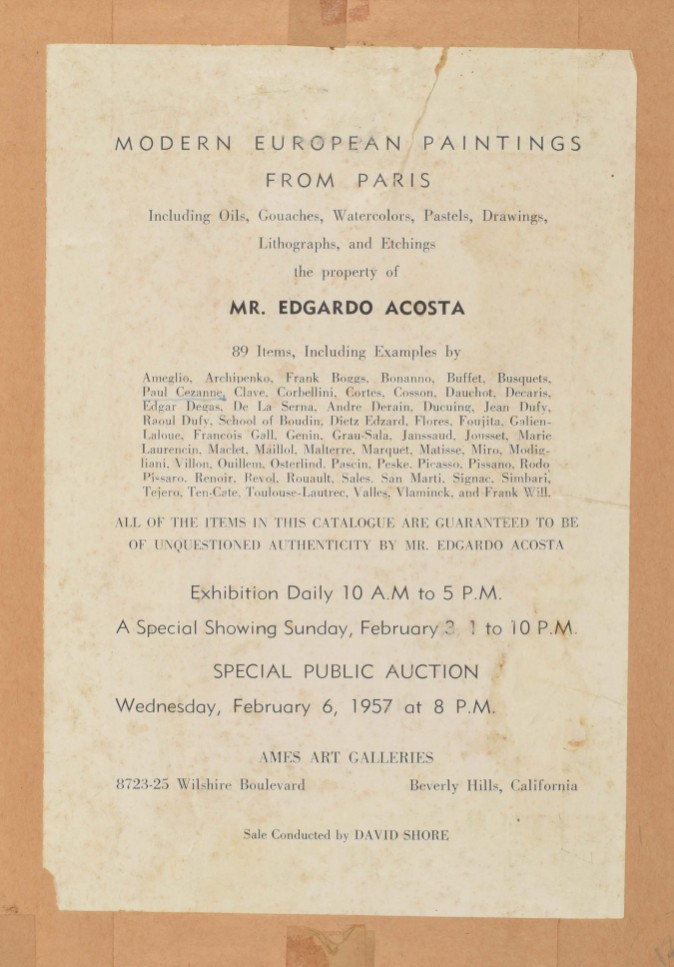 MODERN EUROPEAN PAINTINGS
FROM PARIS
Including Oils, Gouaches, Watercolors, Pastels, Drawings,
Lithographs, and Etchings
the property of
MR. EDGARDO ACOSTA
89 Items, Including Examples by
Ameglio, Archipenko, Frank Boggs, Bonanno, Buffet, Busquets,
Paul Cezanne, Clave, Corbellini, Cortes, Cosson, Dauchot, Decaris,
Edgar Degas, De La Serna, Andre Derain, Ducuing, Jean Dufy,
Raoul Dufy, School of Boudin, Dietz Edzard, Flores, Foujita, Galien-
Laloue, Francois Gall, Genin, Grau-Sala, Janssaud, Jousset, Marie
Laurencin, Maclet, Maillol, Malterre, Marquet, Matisse, Miro, Modig-
liani, Villon, Ouillem, Osterlind, Pascin, Peske, Picasso, Pissano, Rodo
Pissaro, Renoir, Revol, Rouault, Sales, San Marti, Signac, Simbari,
Tejero, Ten-Cate, Toulouse-Lautrec, Valles, Vlaminck, and Frank Will.
ALL OF THE ITEMS IN THIS CATALOGUE ARE GUARANTEED TO BE
OF UNQUESTIONED AUTHENTICITY BY MR. EDGARDO ACOSTA
Exhibition Daily 10 A.M to 5 P.M.
A Special Showing Sunday, February 3, 1 to 10 P.M.
SPECIAL PUBLIC AUCTION
Wednesday, February 6, 1957 at 8 P.M.
AMES ART GALLERIES
8723-25 Wilshire Boulevard Beverly Hills, California
Sale Conducted by DAVID SHORE